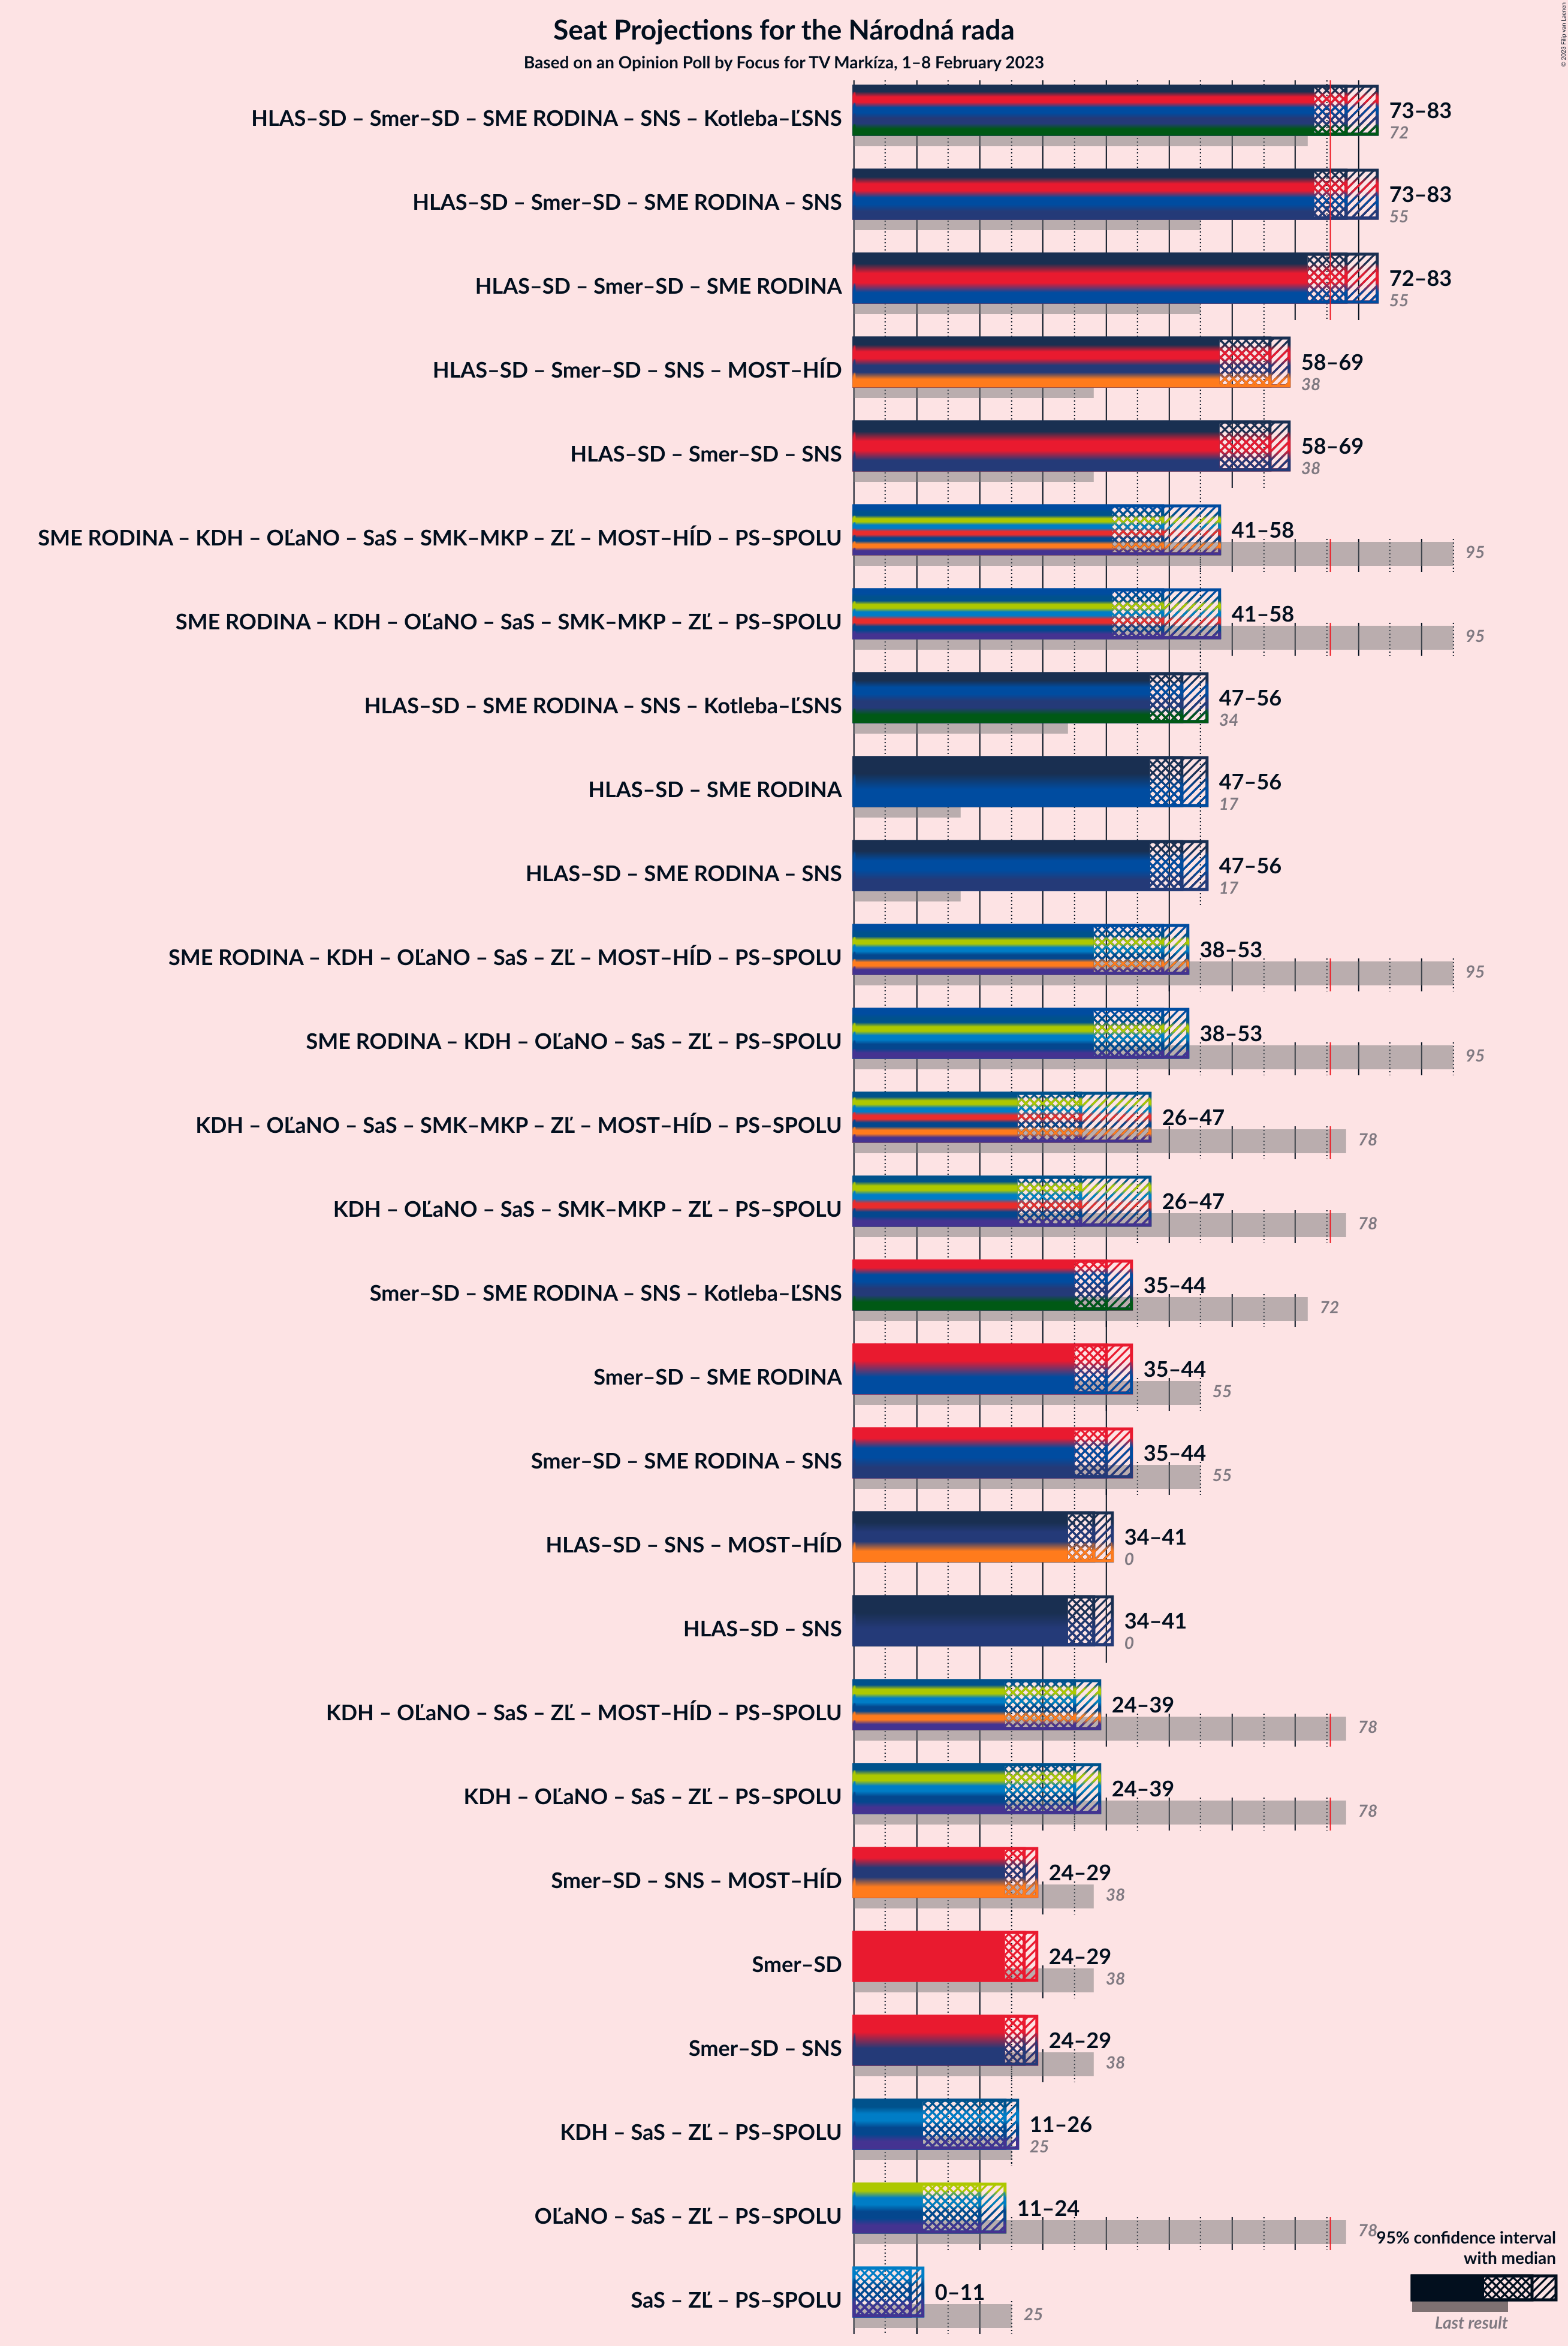 Seat Projections for the Národná rada
Based on an Opinion Poll by Focus for TV Markíza, 1–8 February 2023
© 2023 Filip van Laenen
HLAS–SD – Smer–SD – SME RODINA – SNS – Kotleba–ĽSNS
73–83
72
HLAS–SD – Smer–SD – SME RODINA – SNS
73–83
55
HLAS–SD – Smer–SD – SME RODINA
72–83
55
HLAS–SD – Smer–SD – SNS – MOST–HÍD
58–69
38
HLAS–SD – Smer–SD – SNS
58–69
38
SME RODINA – KDH – OĽaNO – SaS – SMK–MKP – ZĽ – MOST–HÍD – PS–SPOLU
41–58
95
SME RODINA – KDH – OĽaNO – SaS – SMK–MKP – ZĽ – PS–SPOLU
41–58
95
HLAS–SD – SME RODINA – SNS – Kotleba–ĽSNS
47–56
34
HLAS–SD – SME RODINA
47–56
17
HLAS–SD – SME RODINA – SNS
47–56
17
SME RODINA – KDH – OĽaNO – SaS – ZĽ – MOST–HÍD – PS–SPOLU
38–53
95
SME RODINA – KDH – OĽaNO – SaS – ZĽ – PS–SPOLU
38–53
95
KDH – OĽaNO – SaS – SMK–MKP – ZĽ – MOST–HÍD – PS–SPOLU
26–47
78
KDH – OĽaNO – SaS – SMK–MKP – ZĽ – PS–SPOLU
26–47
78
Smer–SD – SME RODINA – SNS – Kotleba–ĽSNS
35–44
72
Smer–SD – SME RODINA
35–44
55
Smer–SD – SME RODINA – SNS
35–44
55
HLAS–SD – SNS – MOST–HÍD
34–41
0
HLAS–SD – SNS
34–41
0
KDH – OĽaNO – SaS – ZĽ – MOST–HÍD – PS–SPOLU
24–39
78
KDH – OĽaNO – SaS – ZĽ – PS–SPOLU
24–39
78
Smer–SD – SNS – MOST–HÍD
24–29
38
Smer–SD
24–29
38
Smer–SD – SNS
24–29
38
KDH – SaS – ZĽ – PS–SPOLU
11–26
25
OĽaNO – SaS – ZĽ – PS–SPOLU
11–24
78
SaS – ZĽ – PS–SPOLU
0–11
25
95% confidence interval
with median
Last result